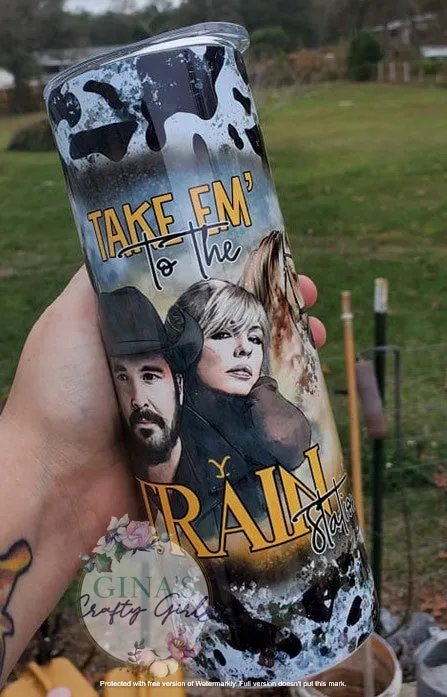 TAKE EM'
to the
TRAIN
Station
GINA'S
Crafty Girls
Protected with free version of Watermarkly. Full version doesn't put this mark.